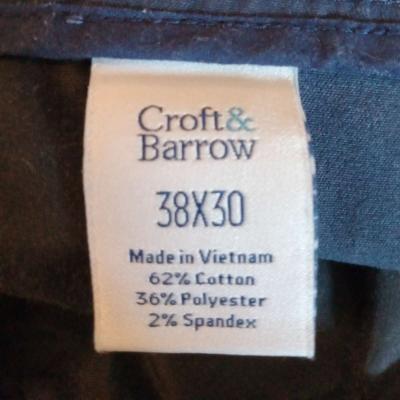 Croft&
Barrow
38X30
Made in Vietnam
62% Cotton
36% Polyester
2% Spandex